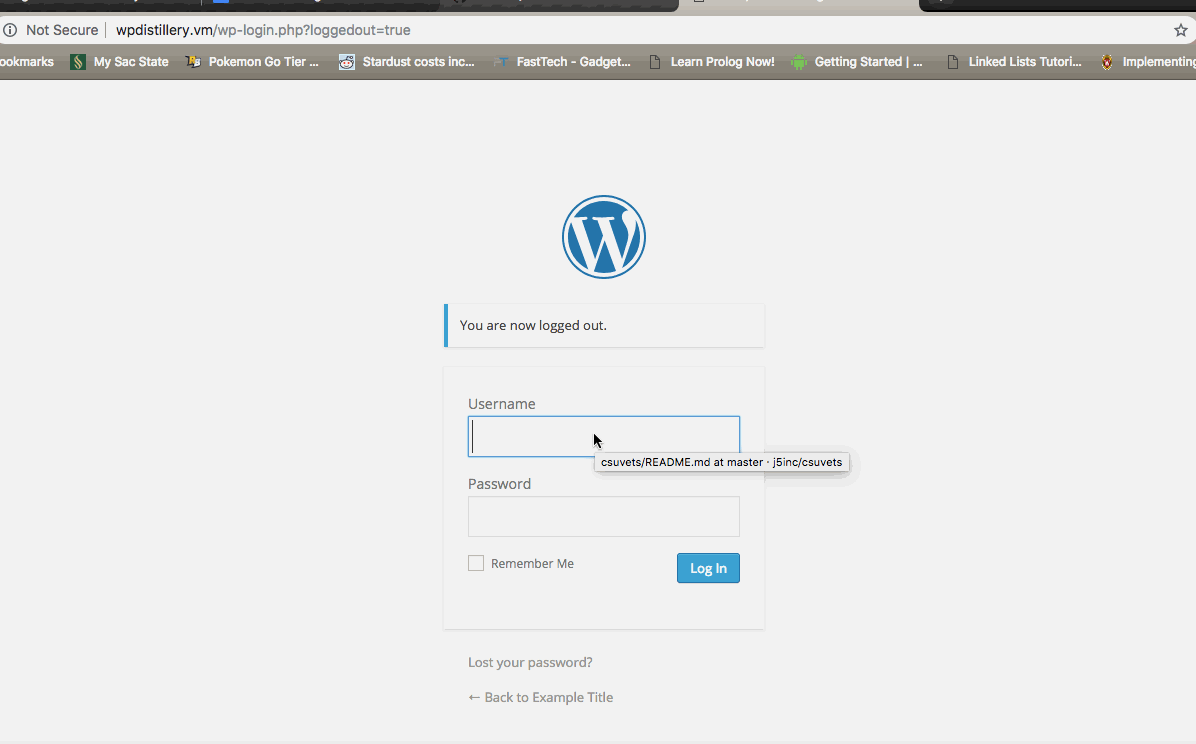 Not Secure wpdistillery.vm/wp-login.php?loggedout=true
ookmarks My Sac State Pokemon Go Tier ... Stardust costs inc... FastTech - Gadget... Learn Prolog Now! Getting Started | ... Linked Lists Tutori... Implementing
You are now logged out.
Username
csuvets/README.md at master · j5inc/csuvets
Password
Remember Me
Log In
Lost your password?
← Back to Example Title